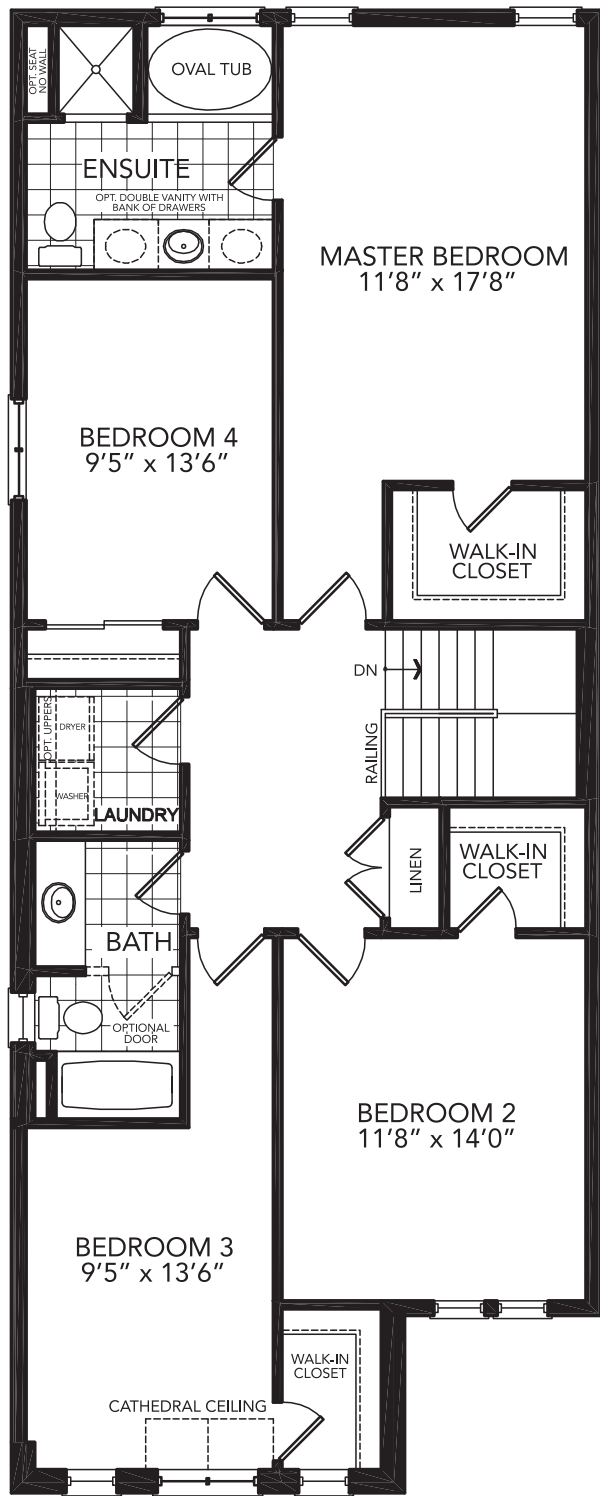 OPT. SEAT
NO WALL
OVAL TUB
ENSUITE
OPT. DOUBLE VANITY WITH
BANK OF DRAWERS
MASTER BEDROOM
11'8" x 17'8"
BEDROOM 4
9'5" x 13'6"
WALK-IN
CLOSET
DN
RAILING
OPT. UPPERS
DRYER
WASHER
LAUNDRY
LINEN
WALK-IN
CLOSET
BATH
OPTIONAL
DOOR
BEDROOM 2
11'8" x 14'0"
BEDROOM 3
9'5" x 13'6"
WALK-IN
CLOSET
CATHEDRAL CEILING